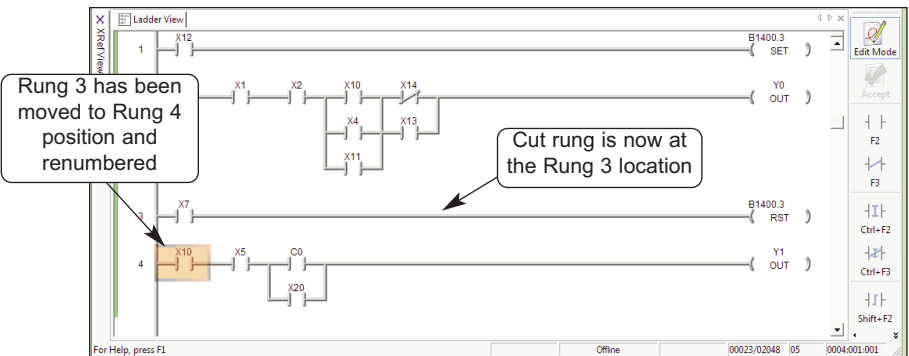 Ladder View
XRef View
1
X12
B1400.3
SET
Edit Mode
Accept
Rung 3 has been
moved to Rung 4
position and
renumbered
X1
X2
X10
X14
Y0
OUT
X4
X13
X11
Cut rung is now at
the Rung 3 location
F2
F3
3
X7
B1400.3
RST
Ctrl+F2
4
X10
X5
C0
Y1
OUT
X20
Ctrl+F3
Shift+F2
For Help, press F1
Offline
00023/02048
05
0004:001:001